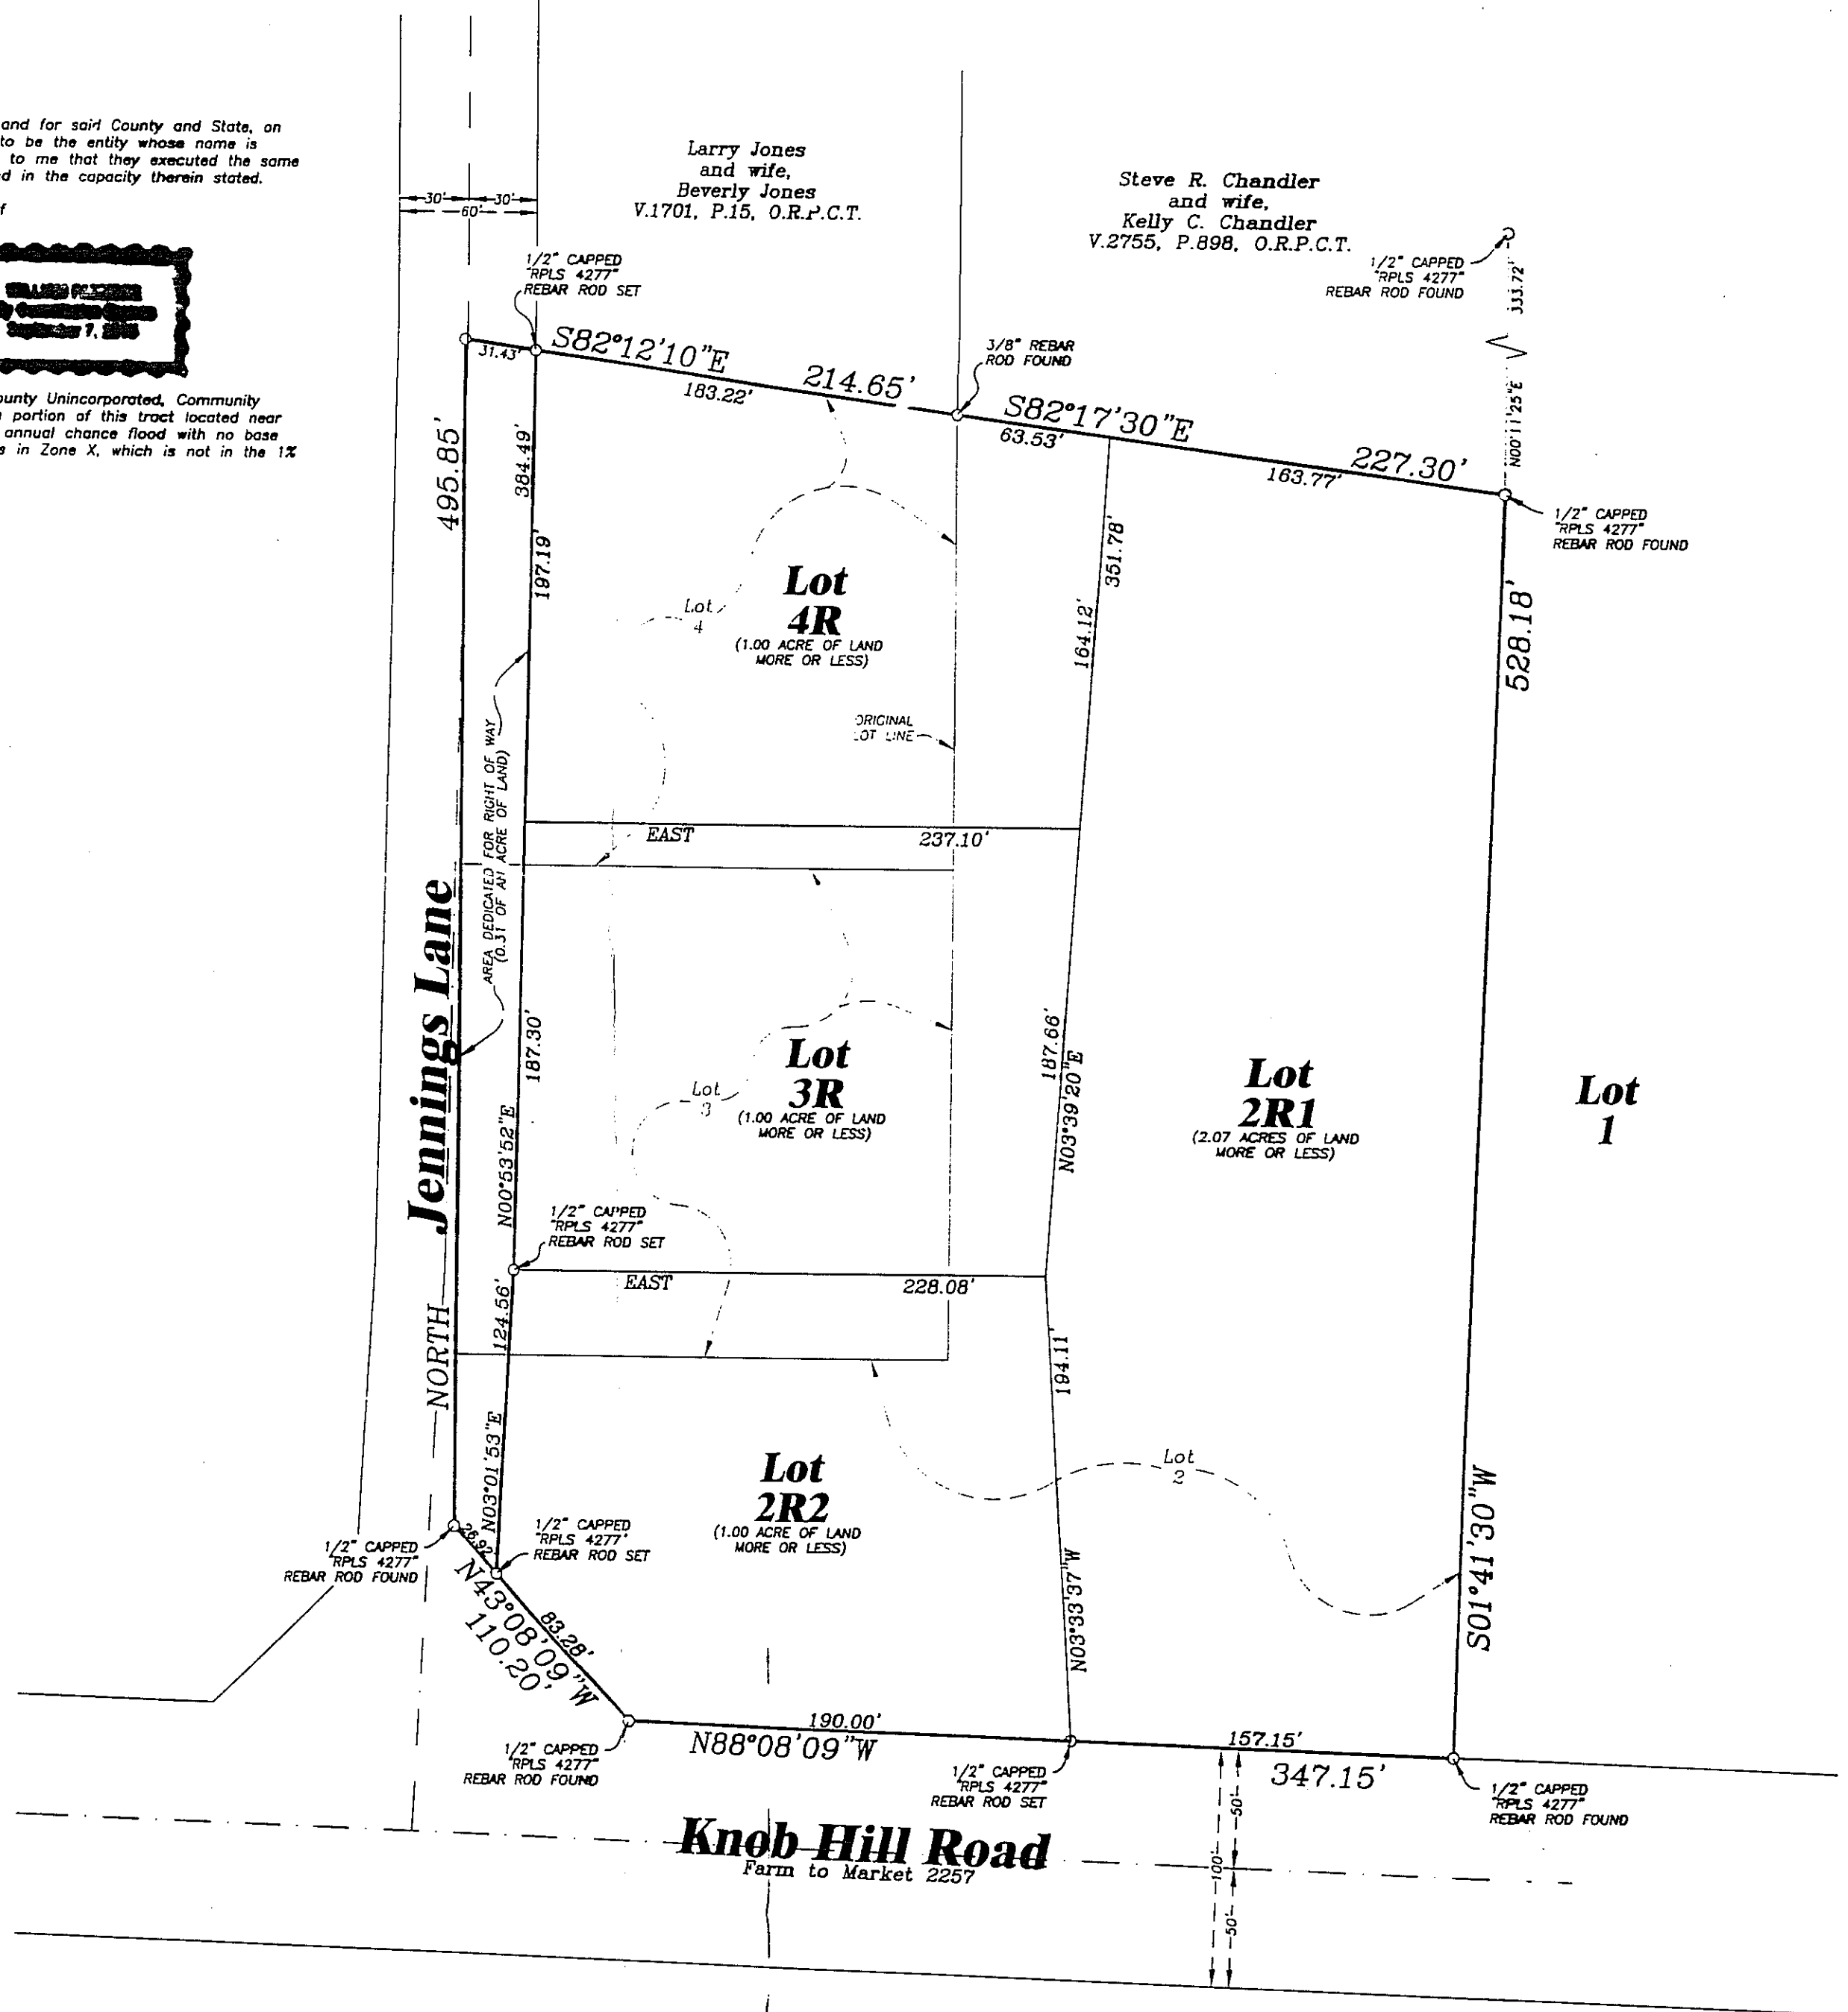 and for said County and State, on
to be the entity whose name is
to me that they executed the same
d in the capacity therein stated.
f
September 7,
ounty Unincorporated, Community
portion of this tract located near
annual chance flood with no base
s in Zone X, which is not in the 1%
30'
30'
60'
Larry Jones
and wife,
Beverly Jones
V.1701, P.15, O.R.P.C.T.
Steve R. Chandler
and wife,
Kelly C. Chandler
V.2755, P.898, O.R.P.C.T.
1/2" CAPPED
"RPLS 4277"
REBAR ROD SET
1/2" CAPPED
"RPLS 4277"
REBAR ROD FOUND
333.72'
N00°11'25"E
31.43'
S82°12'10"E
183.22'
214.65'
3/8" REBAR
ROD FOUND
S82°17'30"E
63.53'
227.30'
163.77'
1/2" CAPPED
"RPLS 4277"
REBAR ROD FOUND
495.85'
384.49'
197.19'
351.78'
164.12'
528.18'
Lot
4R
(1.00 ACRE OF LAND
MORE OR LESS)
Lot
4
ORIGINAL
LOT LINE
AREA DEDICATED FOR RIGHT OF WAY
(0.31 OF AN ACRE OF LAND)
EAST
237.10'
Jennings Lane
NORTH
187.30'
N00°53'52"E
Lot
3R
(1.00 ACRE OF LAND
MORE OR LESS)
Lot
3
187.66'
N03°39'20"E
Lot
2R1
(2.07 ACRES OF LAND
MORE OR LESS)
Lot
1
1/2" CAPPED
"RPLS 4277"
REBAR ROD SET
EAST
228.08'
124.56'
N03°01'53"E
194.11'
N03°33'37"W
Lot
2R2
(1.00 ACRE OF LAND
MORE OR LESS)
Lot
2
S01°41'30"W
1/2" CAPPED
"RPLS 4277"
REBAR ROD FOUND
26.92'
1/2" CAPPED
"RPLS 4277"
REBAR ROD SET
N43°08'09"W
110.20'
83.28'
1/2" CAPPED
"RPLS 4277"
REBAR ROD FOUND
190.00'
N88°08'09"W
1/2" CAPPED
"RPLS 4277"
REBAR ROD SET
157.15'
347.15'
1/2" CAPPED
"RPLS 4277"
REBAR ROD FOUND
Knob Hill Road
Farm to Market 2257
50'
100'
50'